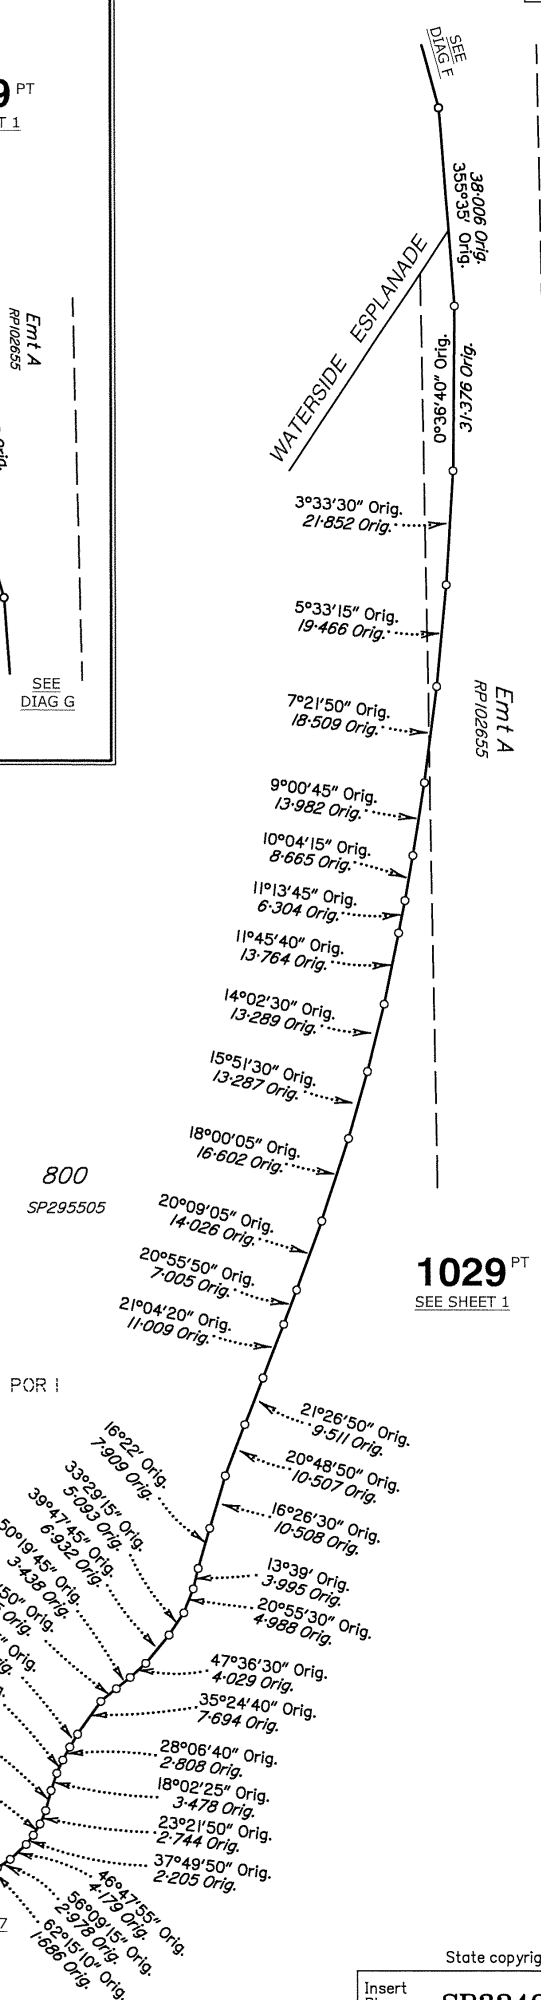 SEE
DIAG F
9 PT
T 1
38·006 Orig.
355°35' Orig.
WATERSIDE ESPLANADE
Emt A
RP102655
0°36'40" Orig.
31·376 Orig.
3°33'30" Orig.
21·852 Orig.
5°33'15" Orig.
19·466 Orig.
SEE
DIAG G
7°21'50" Orig.
18·509 Orig.
Emt A
RP102655
9°00'45" Orig.
13·982 Orig.
10°04'15" Orig.
8·665 Orig.
11°13'45" Orig.
6·304 Orig.
11°45'40" Orig.
13·764 Orig.
14°02'30" Orig.
13·289 Orig.
15°51'30" Orig.
13·287 Orig.
18°00'05" Orig.
16·602 Orig.
800
SP295505
20°09'05" Orig.
14·026 Orig.
20°55'50" Orig.
7·005 Orig.
1029 PT
SEE SHEET 1
21°04'20" Orig.
11·009 Orig.
POR 1
21°26'50" Orig.
9·511 Orig.
20°48'50" Orig.
10·507 Orig.
16°26'30" Orig.
10·508 Orig.
16°22' Orig.
7·909 Orig.
33°29'15" Orig.
5·093 Orig.
39°47'45" Orig.
6·932 Orig.
50°19'45" Orig.
3·438 Orig.
13°39' Orig.
3·995 Orig.
20°55'30" Orig.
4·988 Orig.
47°36'30" Orig.
4·029 Orig.
35°24'40" Orig.
7·694 Orig.
28°06'40" Orig.
2·808 Orig.
18°02'25" Orig.
3·478 Orig.
23°21'50" Orig.
2·744 Orig.
37°49'50" Orig.
2·205 Orig.
46°47'55" Orig.
4·179 Orig.
56°09'15" Orig.
2·978 Orig.
62°15'10" Orig.
1·686 Orig.
7
State copyrig
Insert